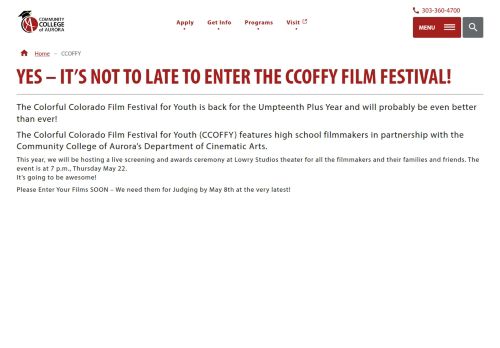 303-360-4700
COMMUNITY
COLLEGE
of AURORA
Apply
Get Info
Programs
Visit
MENU
Home – CCOFFY
YES – IT’S NOT TO LATE TO ENTER THE CCOFFY FILM FESTIVAL!
The Colorful Colorado Film Festival for Youth is back for the Umpteenth Plus Year and will probably be even better
than ever!
The Colorful Colorado Film Festival for Youth (CCOFFY) features high school filmmakers in partnership with the
Community College of Aurora’s Department of Cinematic Arts.
This year, we will be hosting a live screening and awards ceremony at Lowry Studios theater for all the filmmakers and their families and friends. The
event is at 7 p.m., Thursday May 22.
It’s going to be awesome!
Please Enter Your Films SOON – We need them for Judging by May 8th at the very latest!